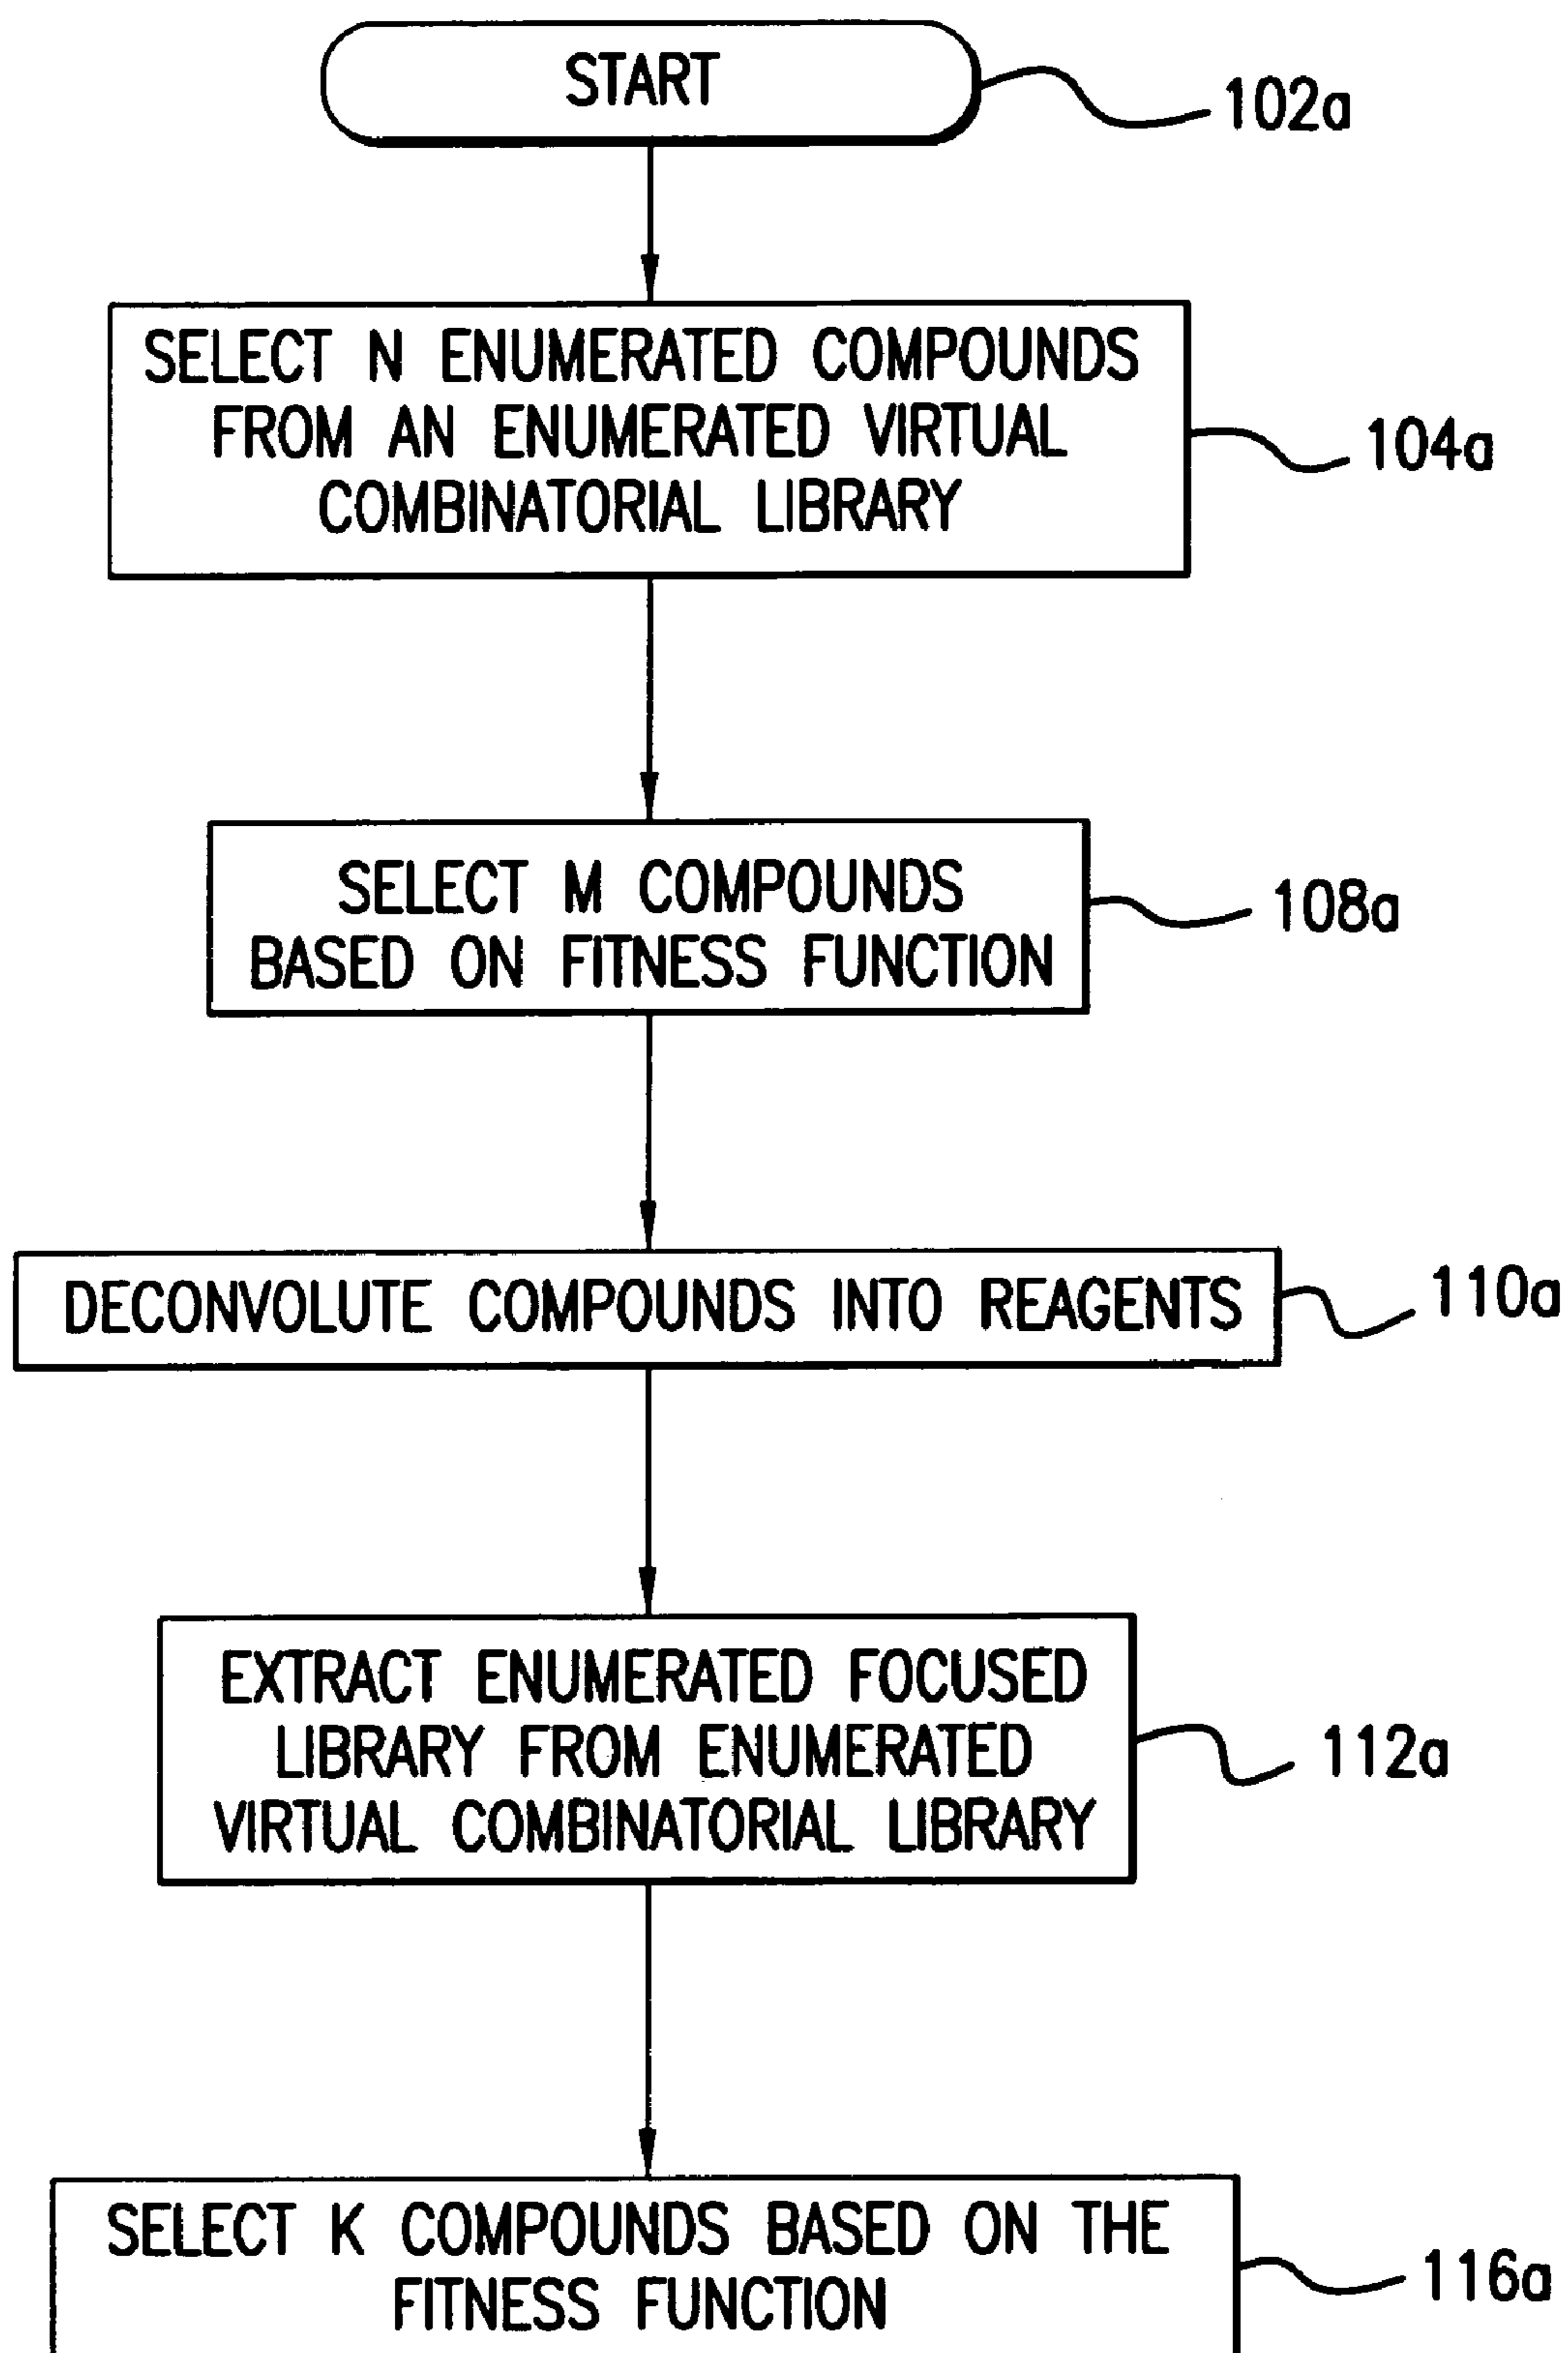 START
102a
SELECT N ENUMERATED COMPOUNDS
FROM AN ENUMERATED VIRTUAL
COMBINATORIAL LIBRARY
104a
SELECT M COMPOUNDS
BASED ON FITNESS FUNCTION
108a
DECONVOLUTE COMPOUNDS INTO REAGENTS
110a
EXTRACT ENUMERATED FOCUSED
LIBRARY FROM ENUMERATED
VIRTUAL COMBINATORIAL LIBRARY
112a
SELECT K COMPOUNDS BASED ON THE
FITNESS FUNCTION
116a